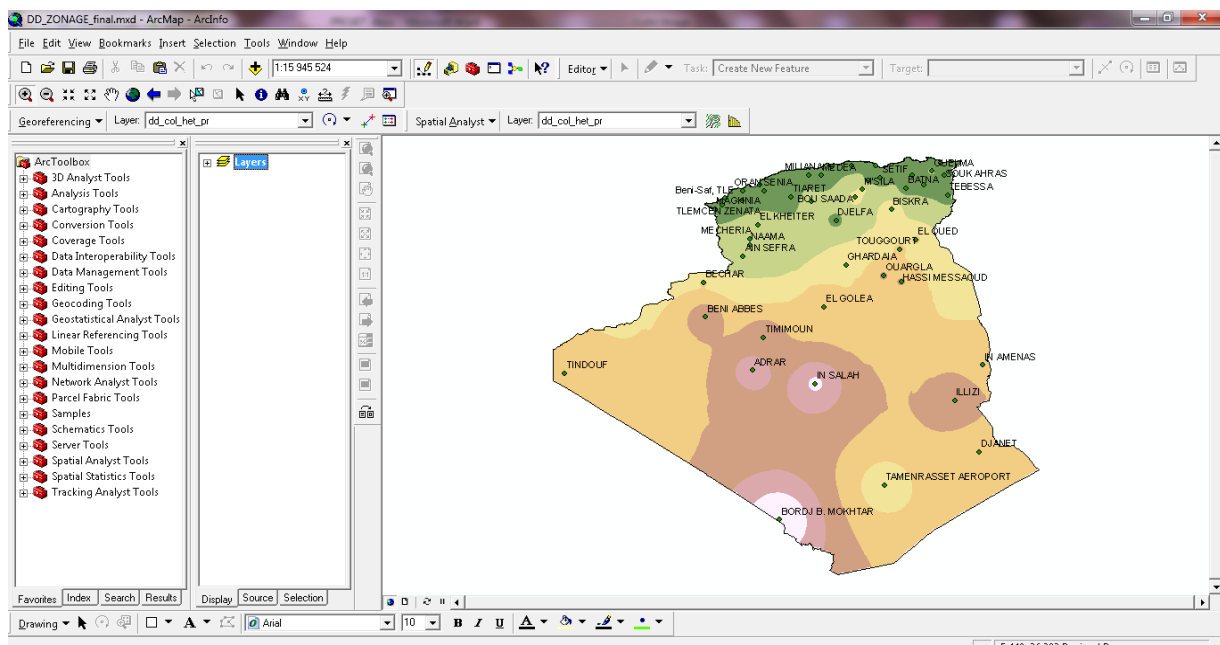 DD_ZONAGE_final.mxd - ArcMap - ArcInfo
File Edit View Bookmarks Insert Selection Tools Window Help
1:15 945 524
Editor
Task: Create New Feature
Target:
Georeferencing
Layer: dd_col_het_pr
Spatial Analyst
Layer: dd_col_het_pr
ArcToolbox
3D Analyst Tools
Analysis Tools
Cartography Tools
Conversion Tools
Coverage Tools
Data Interoperability Tools
Data Management Tools
Editing Tools
Geocoding Tools
Geostatistical Analyst Tools
Linear Referencing Tools
Mobile Tools
Multidimension Tools
Network Analyst Tools
Parcel Fabric Tools
Samples
Schematics Tools
Server Tools
Spatial Analyst Tools
Spatial Statistics Tools
Tracking Analyst Tools
Favorites Index Search Results
Layers
Display Source Selection
MEDEA
SETIF
GUELMA
SOUK AHRAS
ORAN SENIA
TIARET
M'SILA
BATNA
TEBESSA
Beni-Saf, TLE
MAGHNIA
BOU SAADA
BISKRA
TLEMCEN ZENATA
EL KHEITER
DJELFA
MECHERIA
NAAMA
EL OUED
TOUGGOURT
AIN SEFRA
GHARDAIA
OUARGLA
BECHAR
HASSI MESSAOUD
EL GOLEA
BENI ABBES
TIMIMOUN
IN AMENAS
TINDOUF
ADRAR
IN SALAH
ILLIZI
DJANET
TAMENRASSET AEROPORT
BORDJ B. MOKHTAR
Drawing
A
Arial
10
B I U A